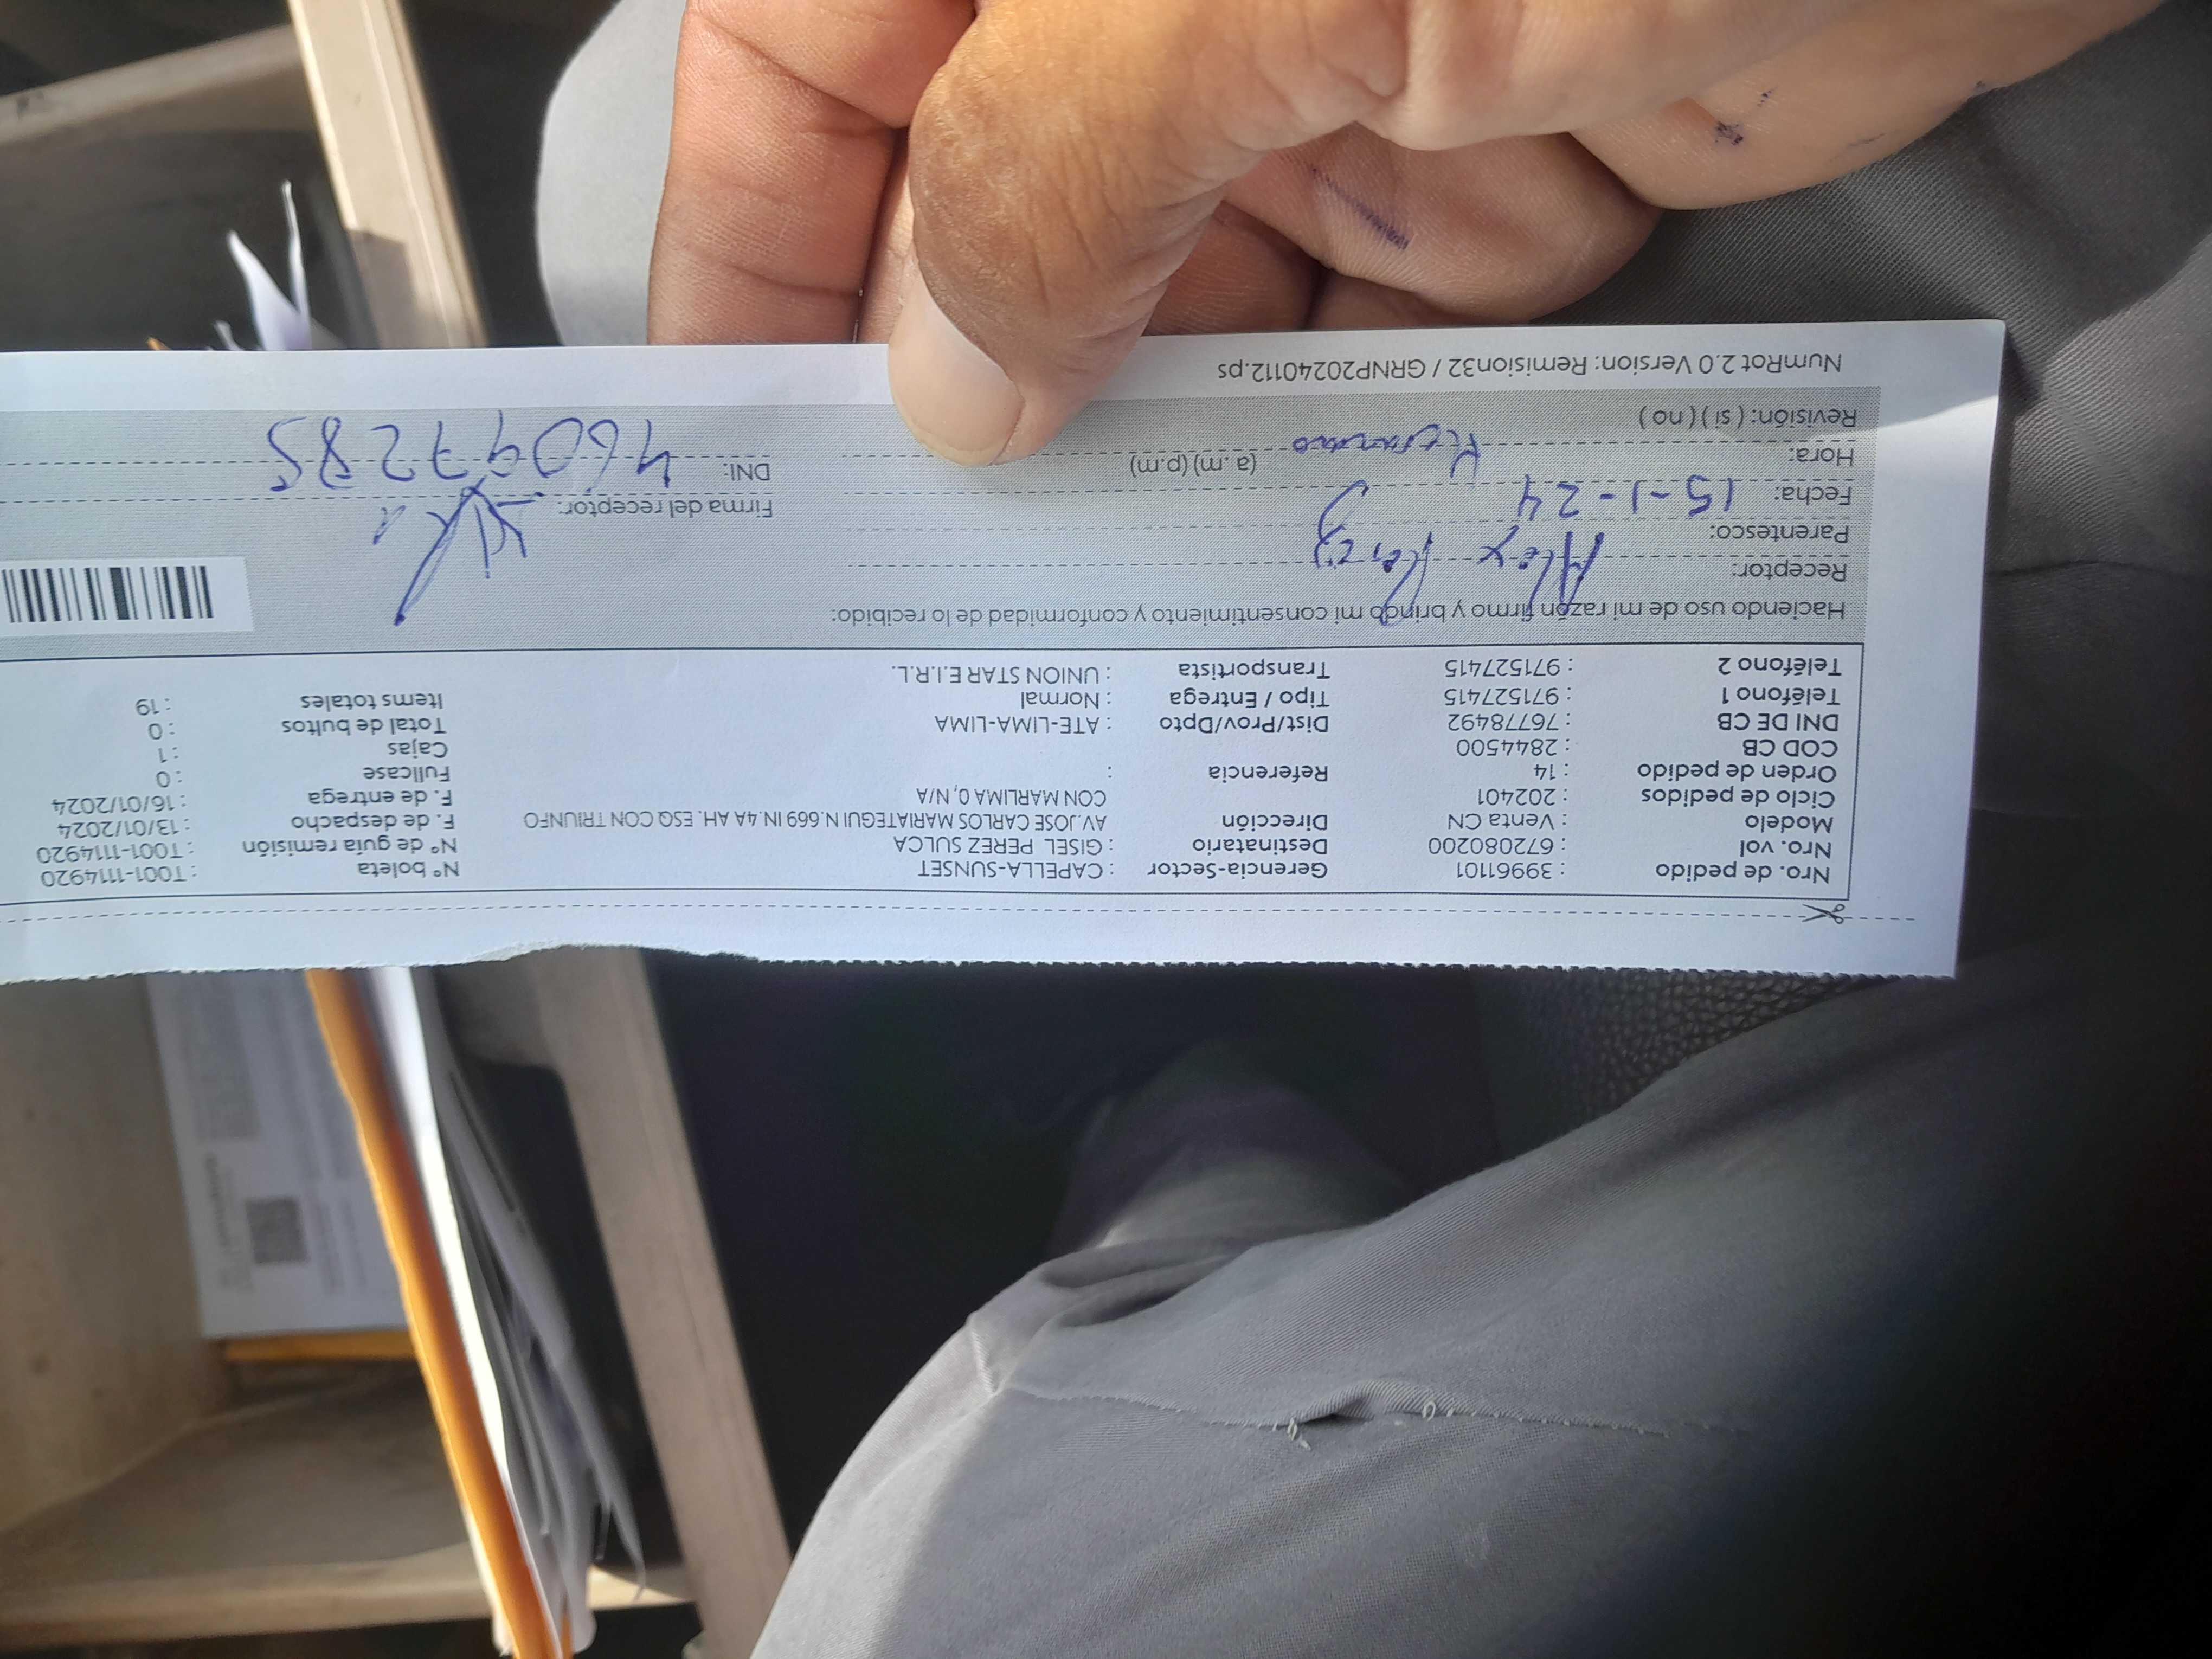 Nro. de pedido : 39961101 Gerencia-Sector : CAPELLA-SUNSET N° boleta : T001-1114920
Nro. vol : 672080200 Destinatario : GISEL PEREZ SULCA N° de guía remisión : T001-1114920
Modelo : Venta CN Dirección AV.JOSE CARLOS MARIATEGUI N.669 IN.4A AH. ESQ CON TRIUNFO F. de despacho : 13/01/2024
Ciclo de pedidos : 202401 CON MARLIMA 0, N/A F. de entrega : 16/01/2024
Orden de pedido : 14 Referencia : Fullcase : 0
COD CB : 2844500 Cajas : 1
DNI DE CB : 76778492 Dist/Prov/Dpto : ATE-LIMA-LIMA Total de bultos : 0
Teléfono 1 : 971527415 Tipo / Entrega : Normal Items totales : 19
Teléfono 2 : 971527415 Transportista : UNION STAR E.I.R.L.
Haciendo uso de mi razón firmo y brindo mi consentimiento y conformidad de lo recibido:
Receptor: Alex
Parentesco:
Fecha: 15-1-24 Firma del receptor:
Hora: (a.m) (p.m) DNI: 46097285
Revisión: ( si ) ( no )
NumRot 2.0 Version: Remision32 / GRNP20240112.ps